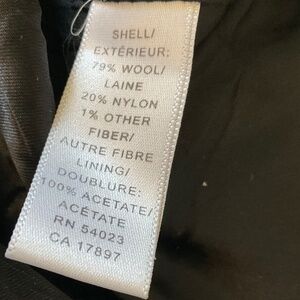 SHELL/
EXTÉRIEUR:
79% WOOL/
LAINE
20% NYLON
1% OTHER
FIBER/
AUTRE FIBRE
LINING/
DOUBLURE:
100% ACETATE/
ACÉTATE
RN 54023
CA 17897